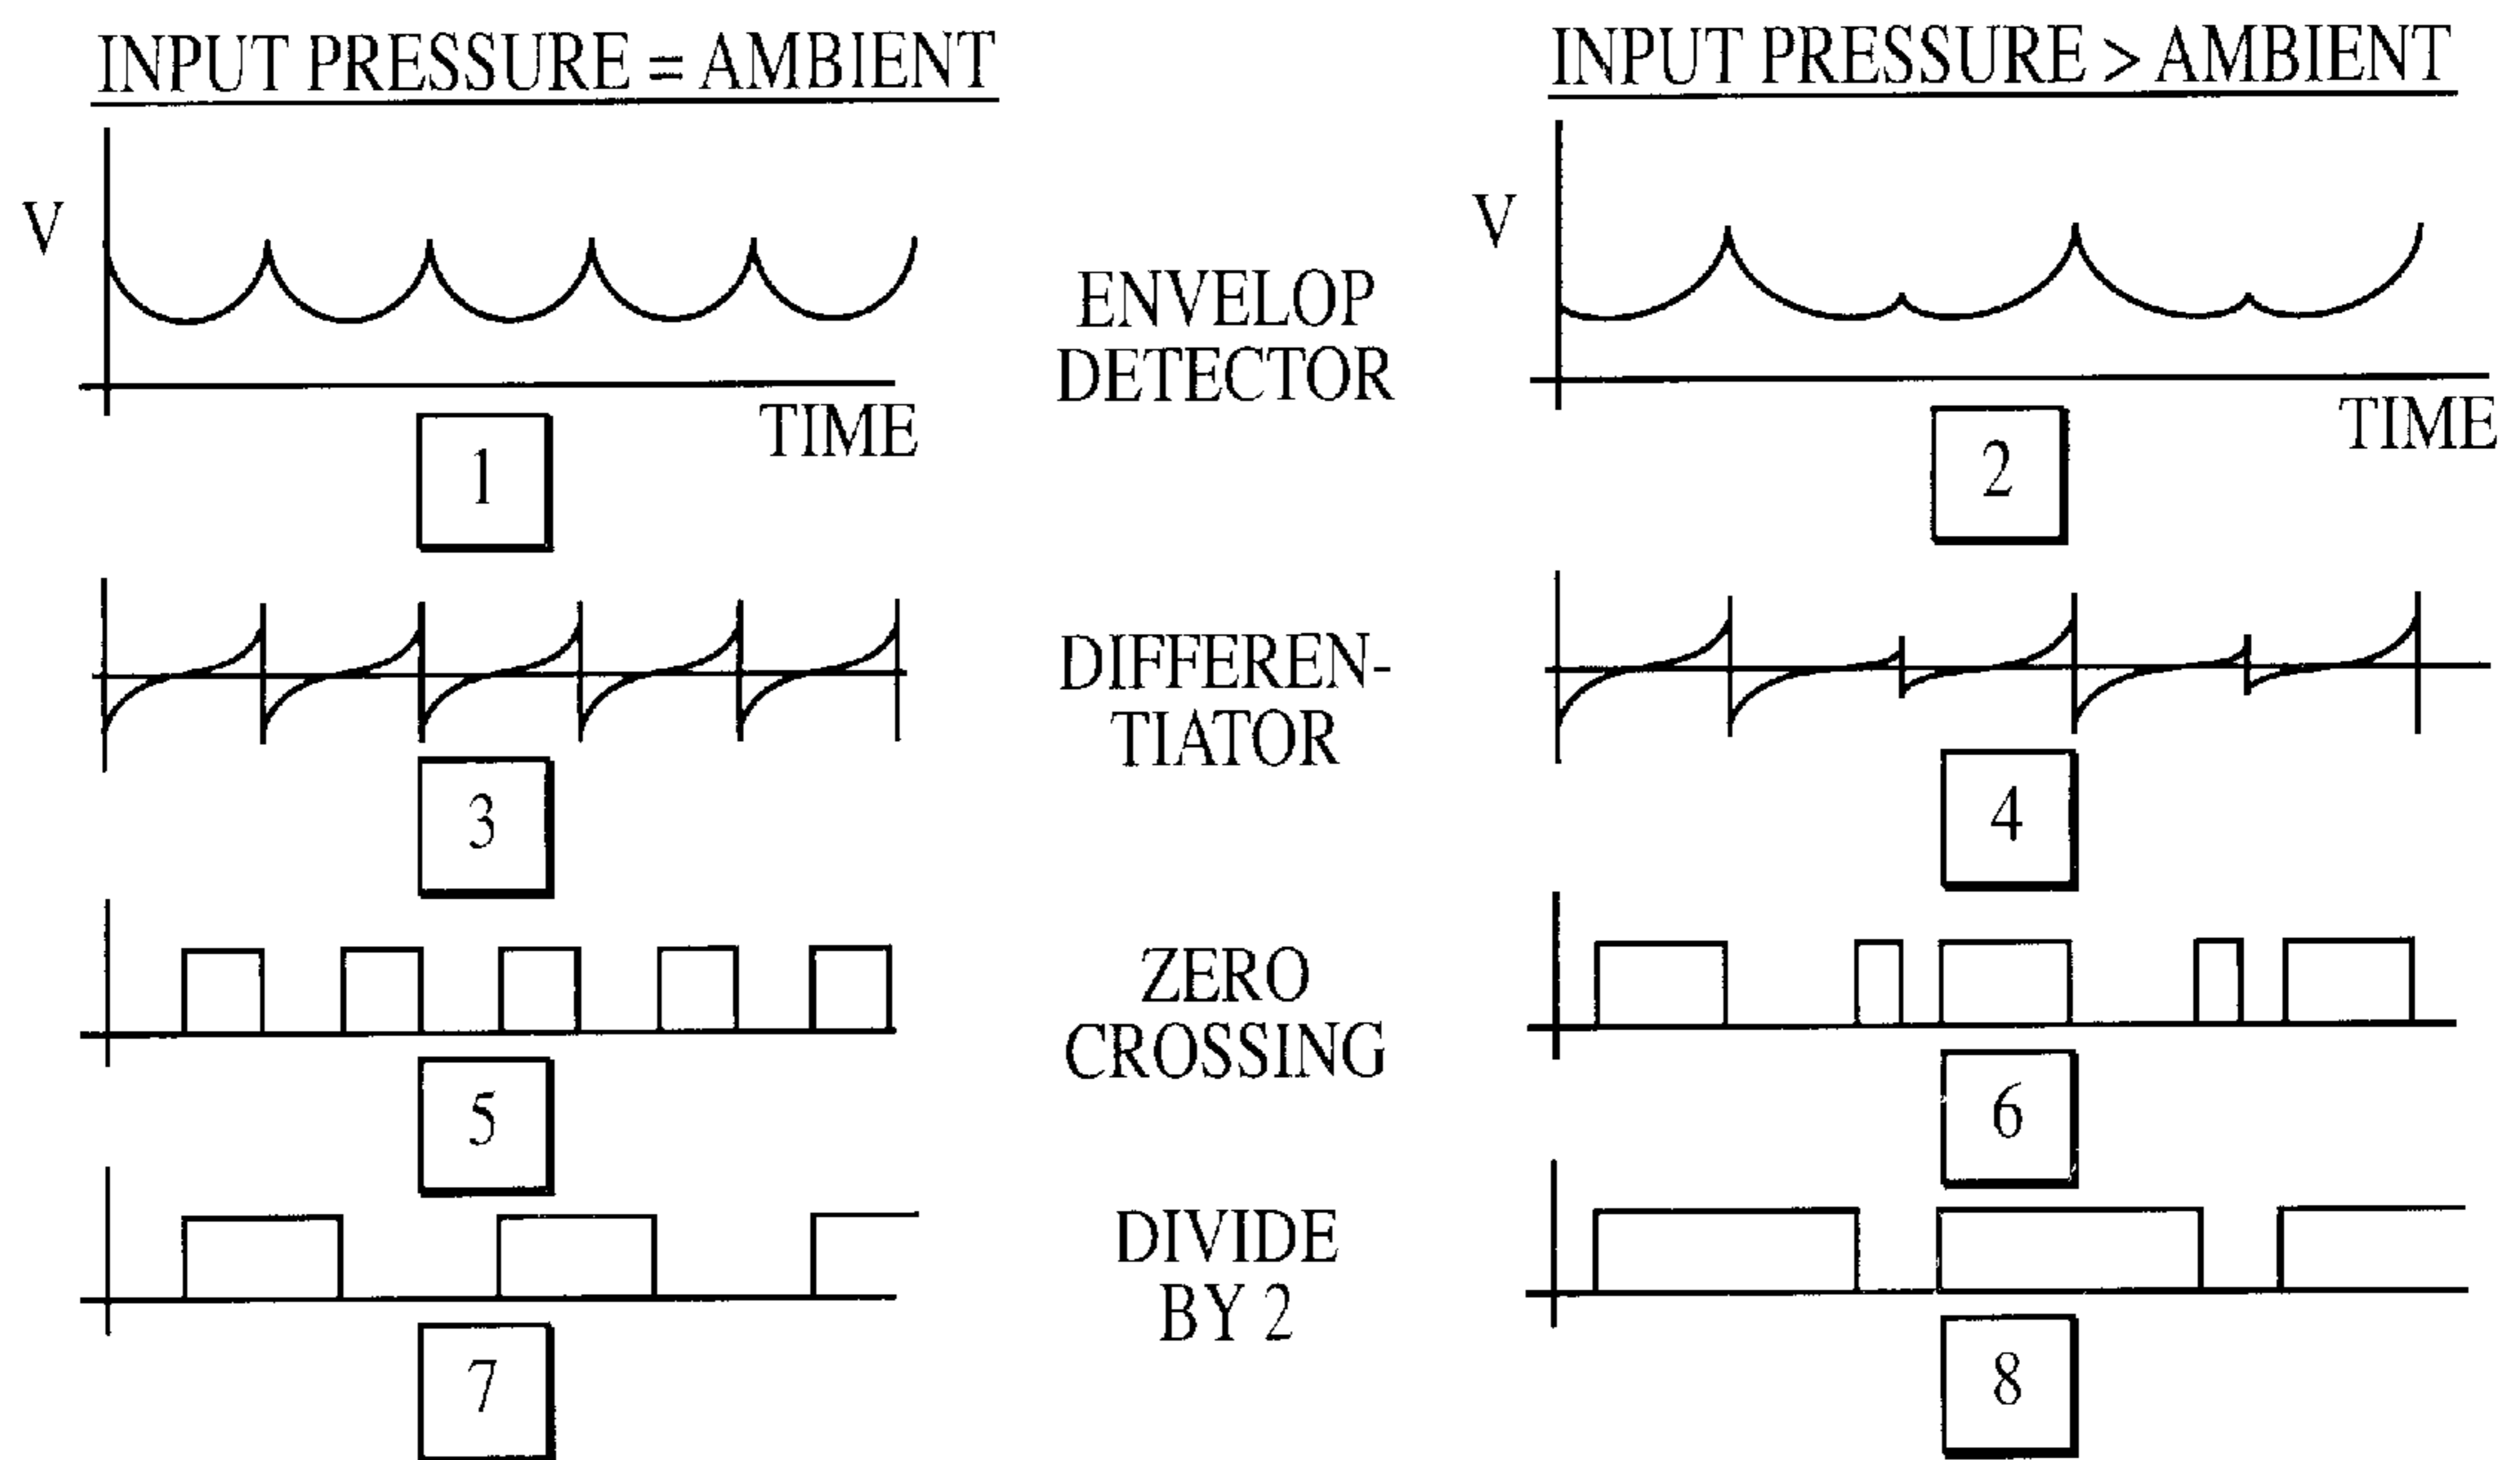 INPUT PRESSURE = AMBIENT
INPUT PRESSURE > AMBIENT
V
V
ENVELOP
DETECTOR
TIME
TIME
1
2
DIFFEREN-
TIATOR
3
4
ZERO
CROSSING
5
6
DIVIDE
BY 2
7
8